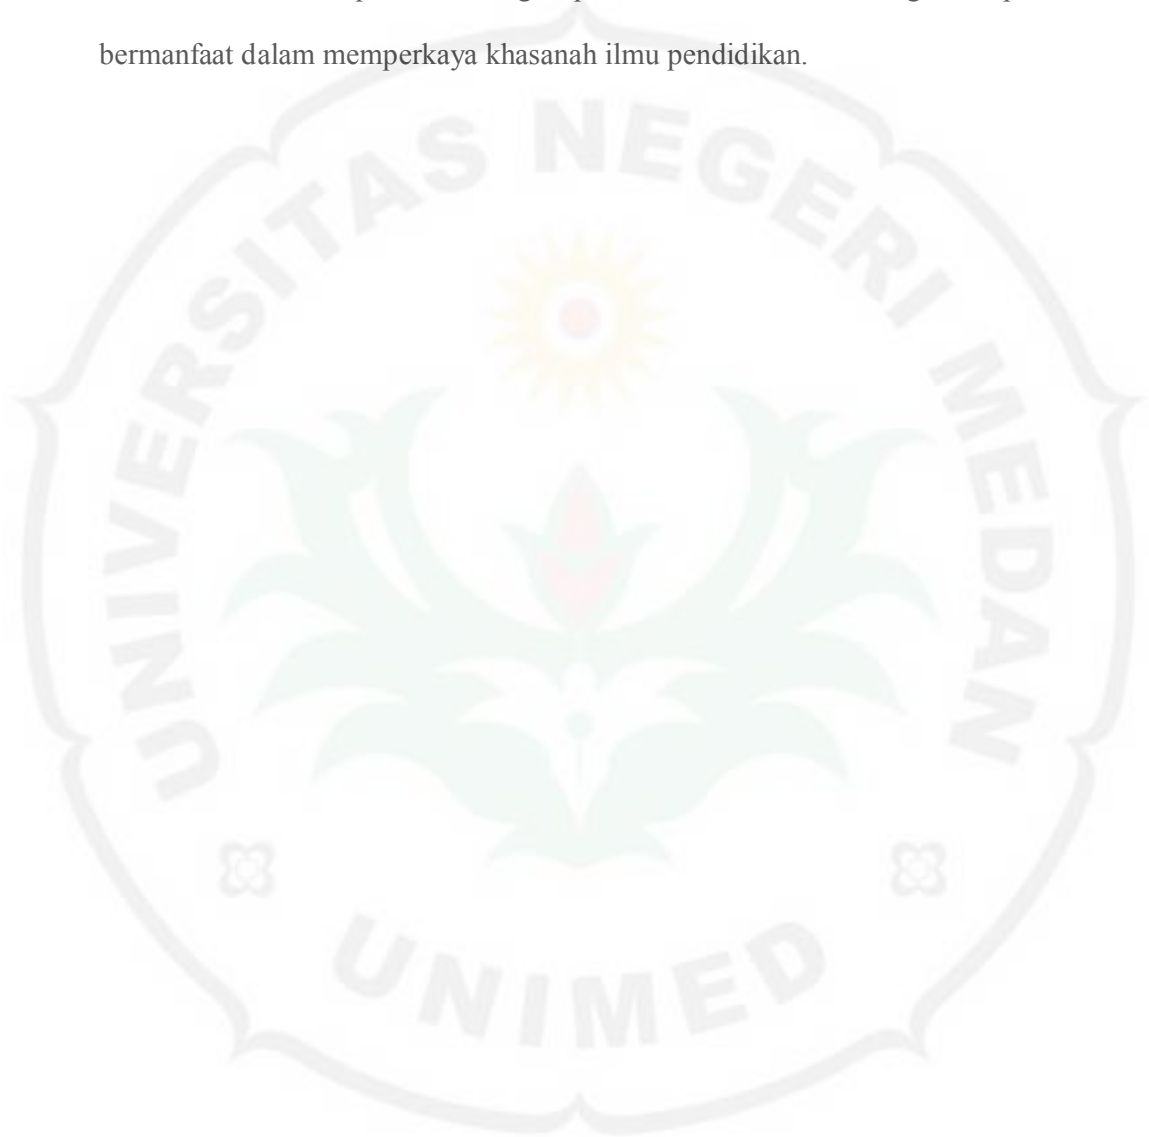 bermanfaat dalam memperkaya khasanah ilmu pendidikan.
UNIVERSITAS NEGERI MEDAN
UNIMED